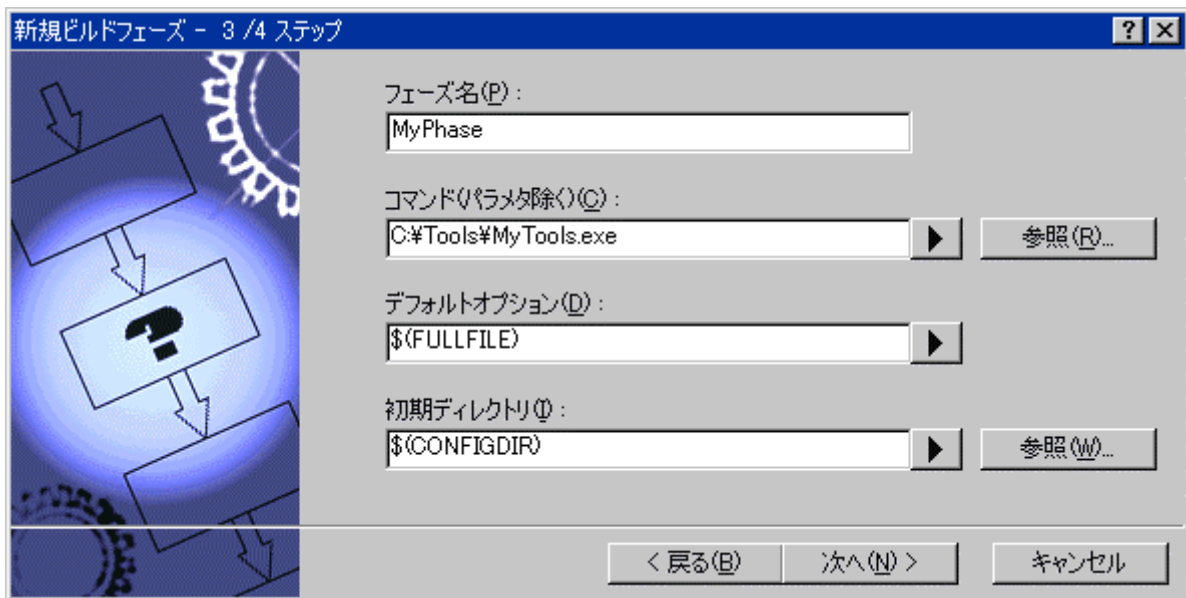 新規ビルドフェーズ - 3 /4 ステップ
フェーズ名(P) :
MyPhase
コマンド(パラメタ除く)(C) :
C:¥Tools¥MyTools.exe
参照(R)...
デフォルトオプション(D) :
$(FULLFILE)
初期ディレクトリ(I) :
$(CONFIGDIR)
参照(W)...
< 戻る(B)
次へ(N) >
キャンセル